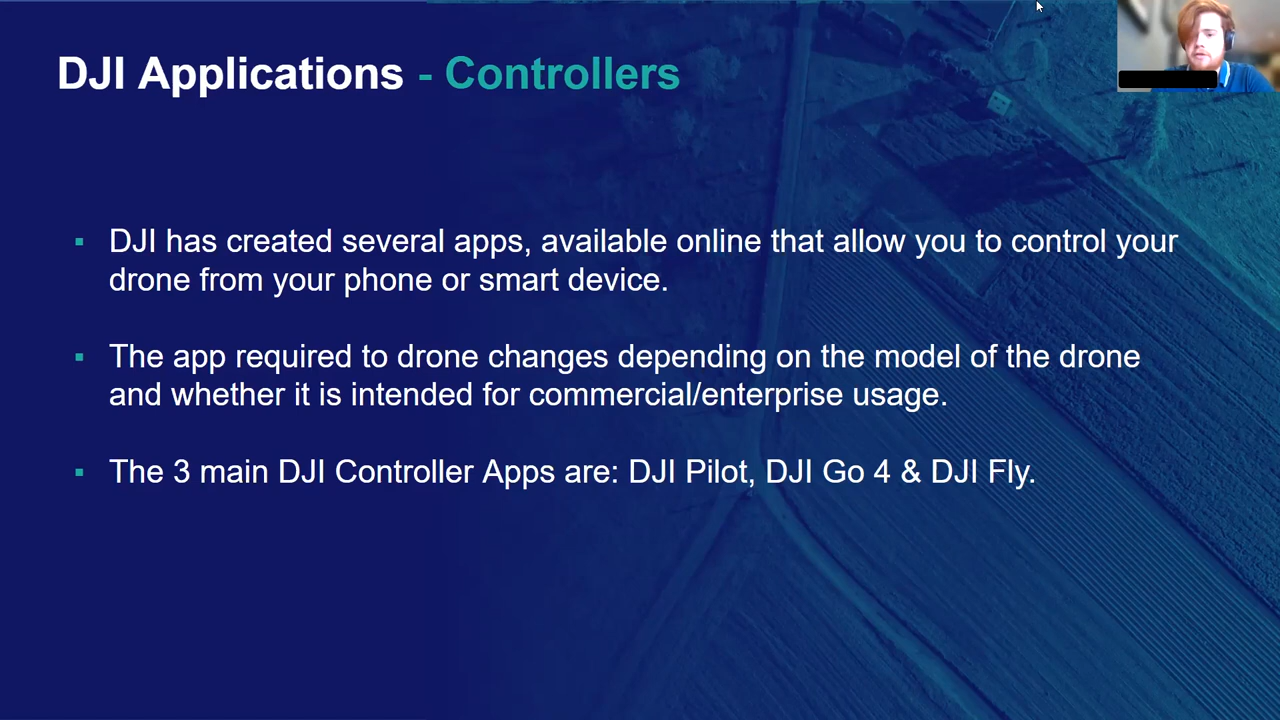 DJI Applications - Controllers
▪ DJI has created several apps, available online that allow you to control your
drone from your phone or smart device.
▪ The app required to drone changes depending on the model of the drone
and whether it is intended for commercial/enterprise usage.
▪ The 3 main DJI Controller Apps are: DJI Pilot, DJI Go 4 & DJI Fly.